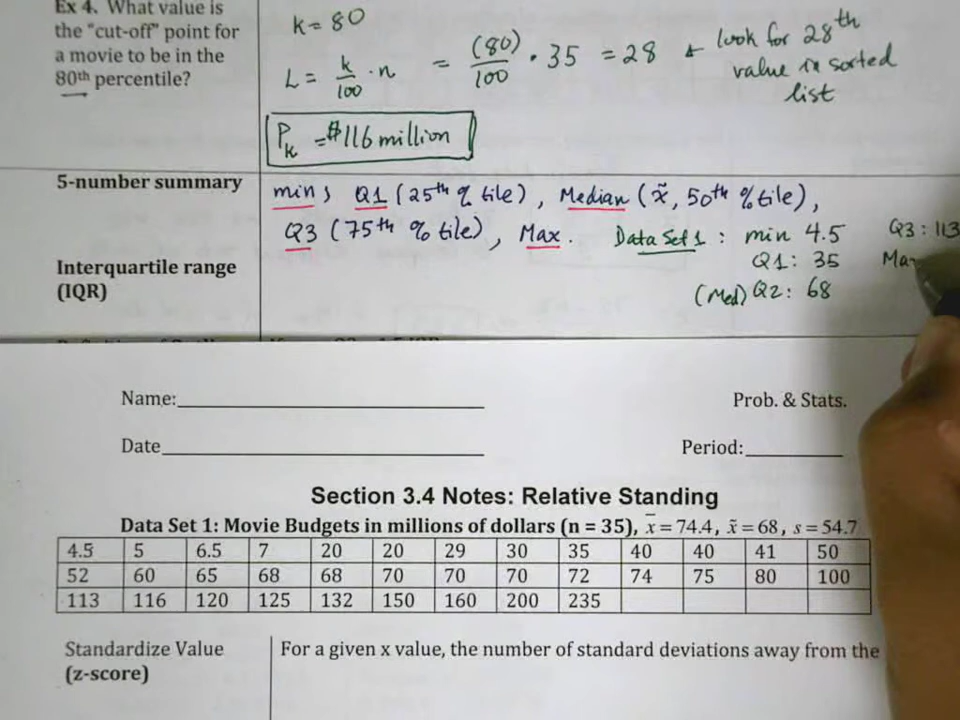 Ex 4. What value is
the "cut-off" point for
a movie to be in the
80th percentile?
k = 80
L = k/100 · n = (80)/100 · 35 = 28 ← look for 28th
value in sorted
list
Pk = $116 million
5-number summary
min, Q1 (25th %tile), Median (x̃, 50th %tile),
Q3 (75th %tile), Max. Data Set 1: min 4.5 Q3: 113
Interquartile range
(IQR)
Q1: 35 Ma
(Med) Q2: 68
Name:
Prob. & Stats.
Date
Period:
Section 3.4 Notes: Relative Standing
Data Set 1: Movie Budgets in millions of dollars (n = 35), x̄ = 74.4, x̃ = 68, s = 54.7
4.5 5 6.5 7 20 20 29 30 35 40 40 41 50
52 60 65 68 68 70 70 70 72 74 75 80 100
113 116 120 125 132 150 160 200 235
Standardize Value
(z-score)
For a given x value, the number of standard deviations away from the